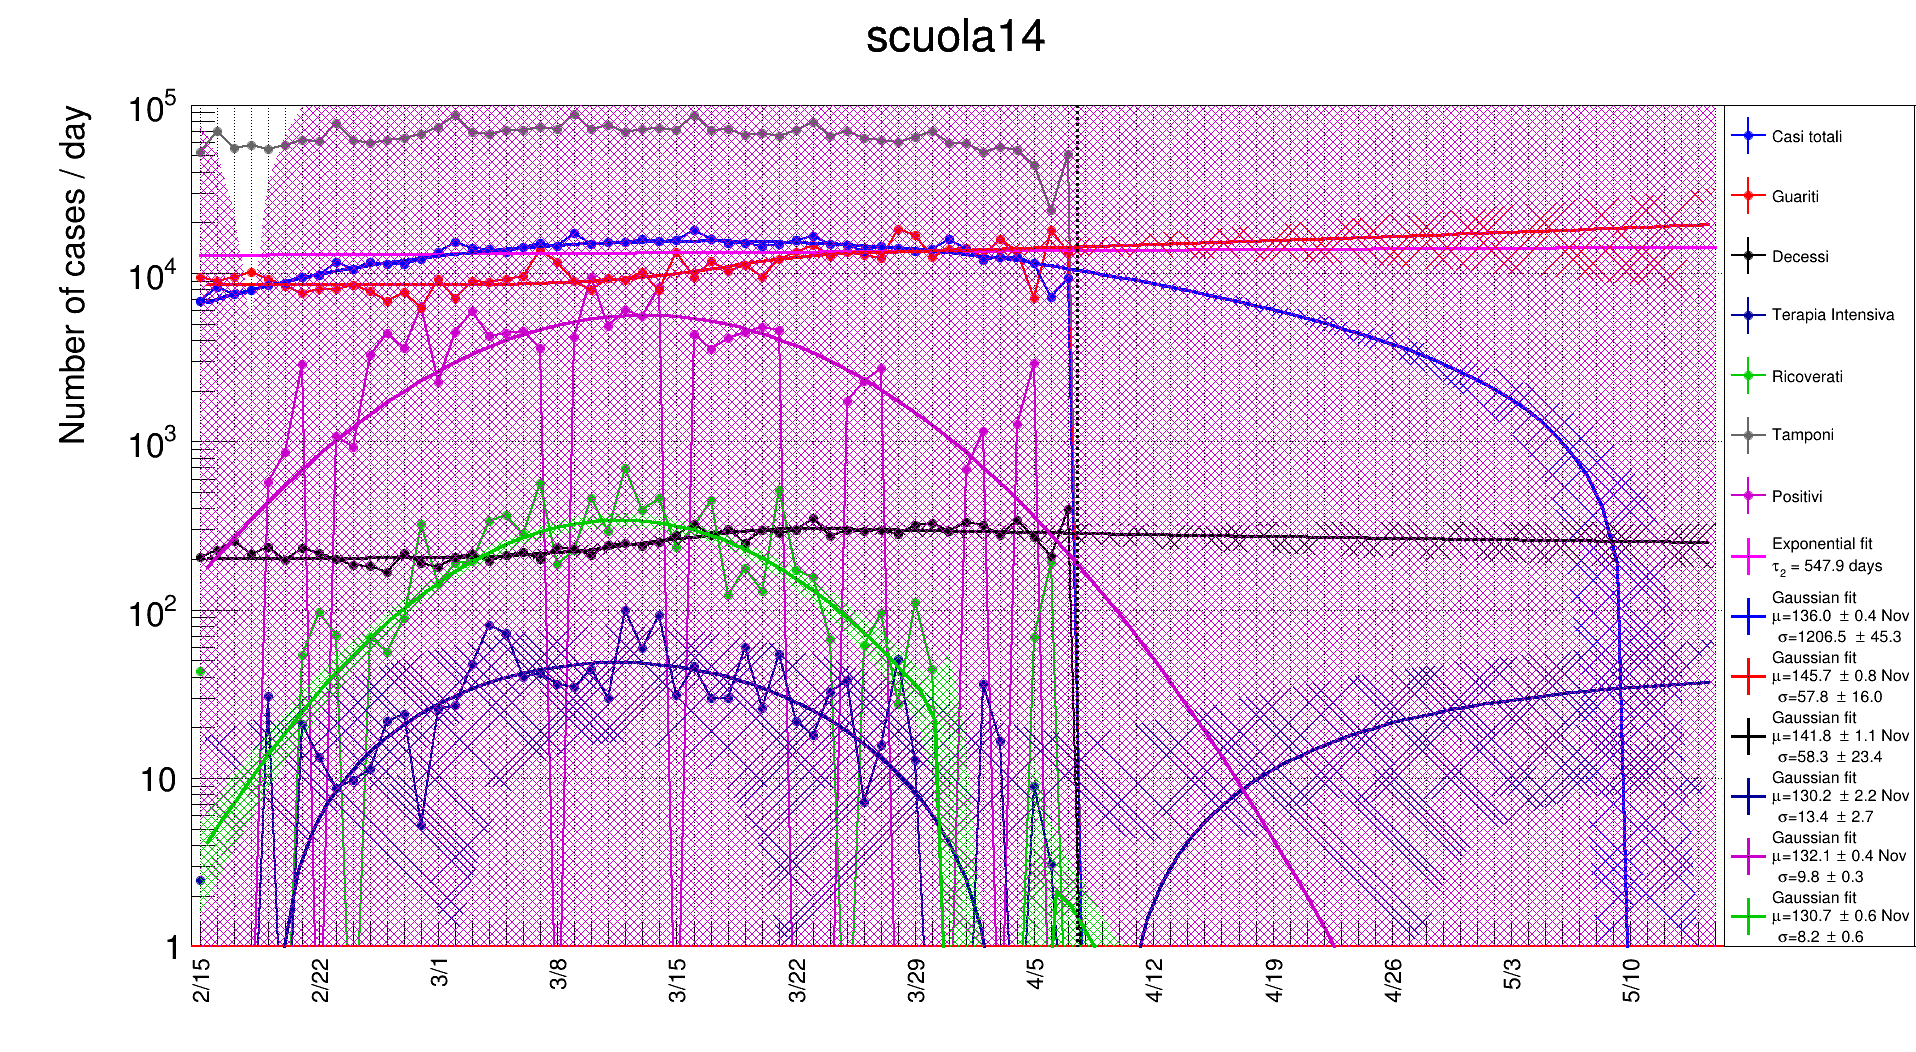 scuola14
Number of cases / day
10^5
10^4
10^3
10^2
10
1
2/15
2/22
3/1
3/8
3/15
3/22
3/29
4/5
4/12
4/19
4/26
5/3
5/10
Casi totali
Guariti
Decessi
Terapia Intensiva
Ricoverati
Tamponi
Positivi
Exponential fit
τ_2 = 547.9 days
Gaussian fit
μ=136.0 ± 0.4 Nov
σ=1206.5 ± 45.3
Gaussian fit
μ=145.7 ± 0.8 Nov
σ=57.8 ± 16.0
Gaussian fit
μ=141.8 ± 1.1 Nov
σ=58.3 ± 23.4
Gaussian fit
μ=130.2 ± 2.2 Nov
σ=13.4 ± 2.7
Gaussian fit
μ=132.1 ± 0.4 Nov
σ=9.8 ± 0.3
Gaussian fit
μ=130.7 ± 0.6 Nov
σ=8.2 ± 0.6